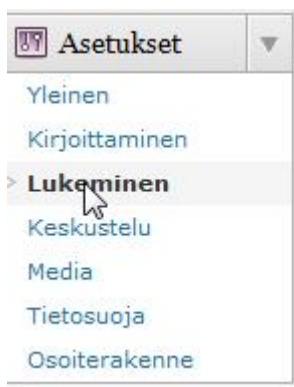 Asetukset
Yleinen
Kirjoittaminen
Lukeminen
Keskustelu
Media
Tietosuoja
Osoiterakenne